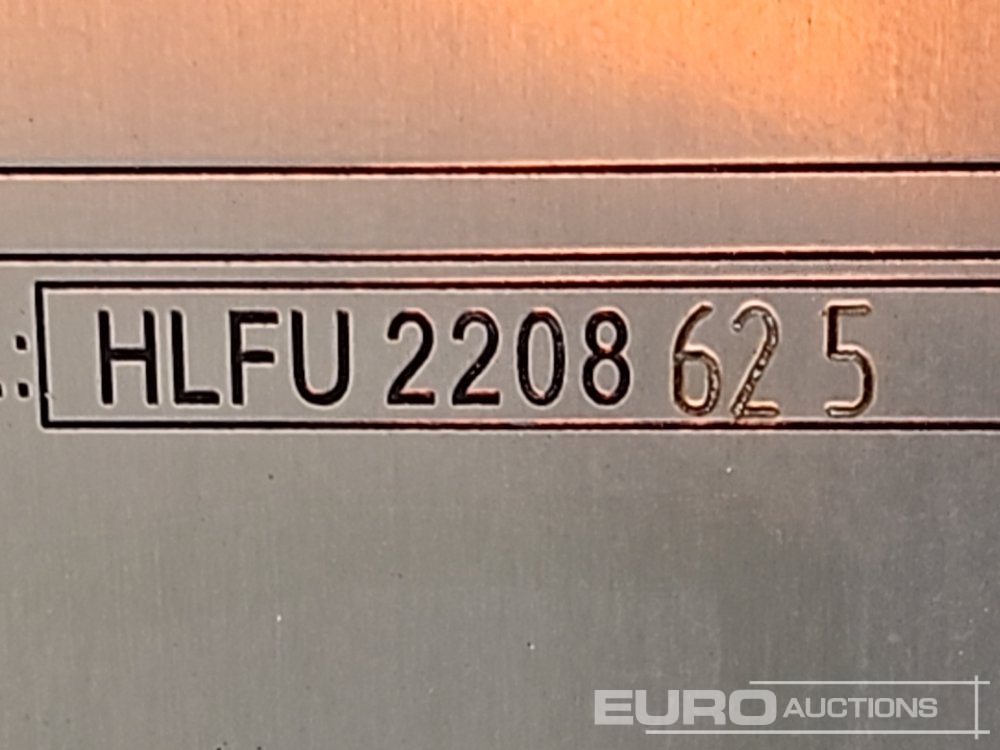 HLFU 2208 62 5
EURO AUCTIONS